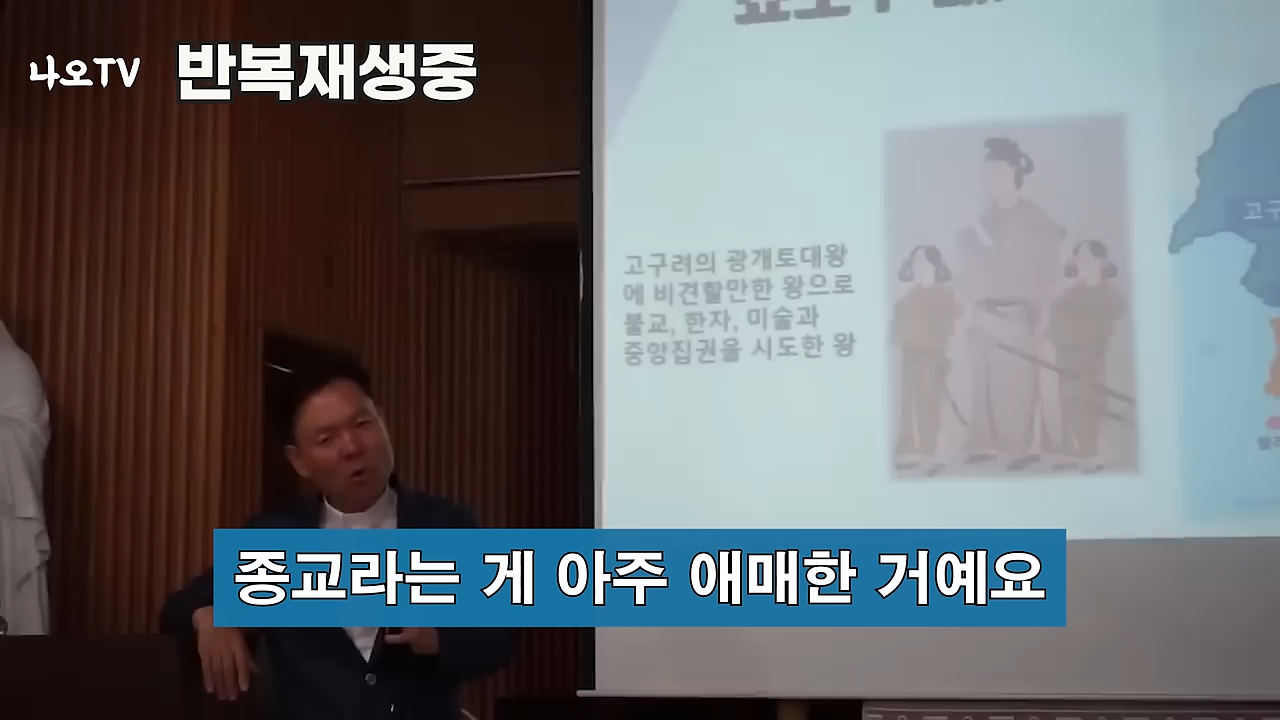 나오TV 반복재생중
고구려의 광개토대왕
에 비견할만한 왕으로
불교, 한자, 미술과
중앙집권을 시도한 왕
종교라는 게 아주 애매한 거예요